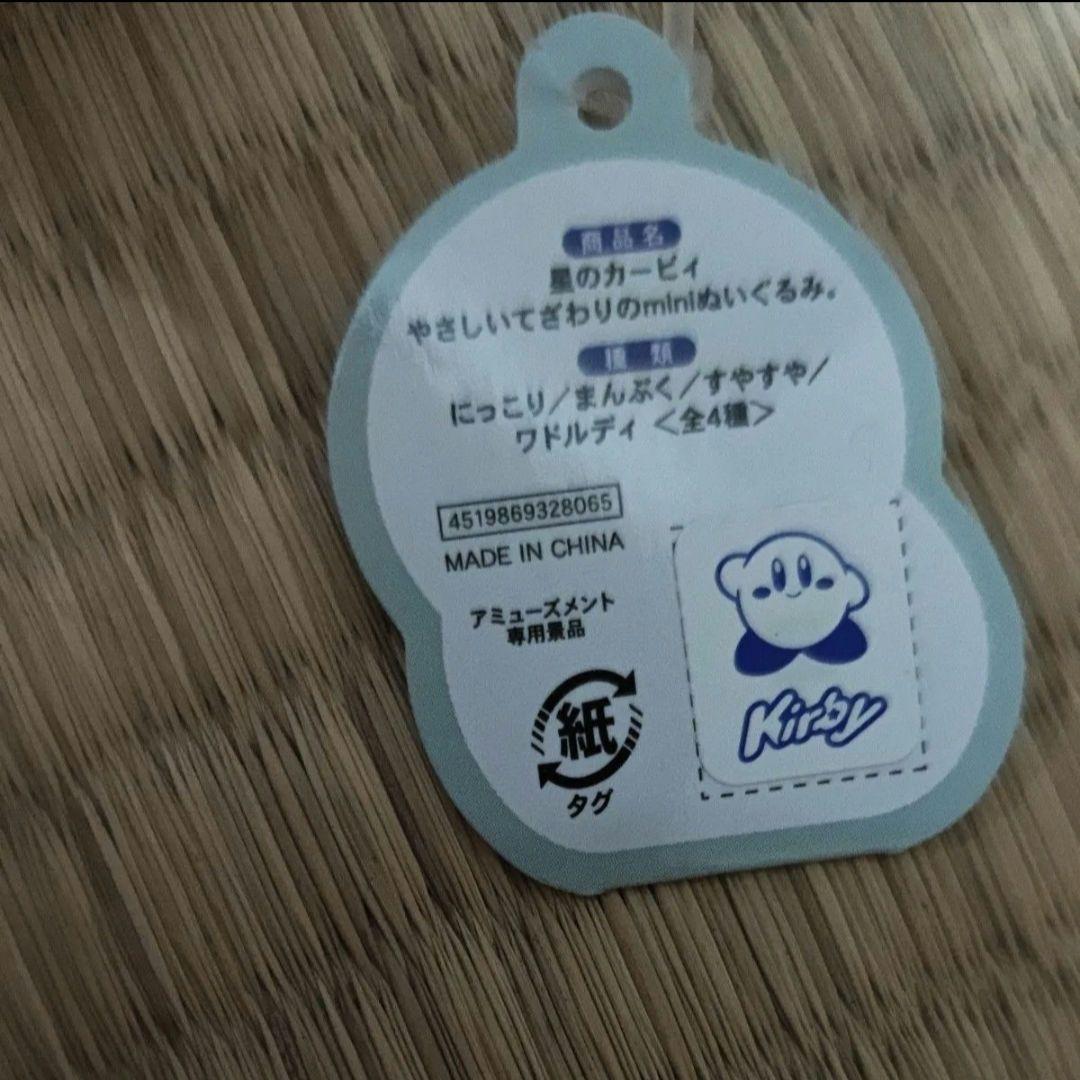 商品名
星のカービィ
やさしいてざわりのminiぬいぐるみ。
種類
にっこり／まんぷく／すやすや／
ワドルディ ＜全4種＞
4519869328065
MADE IN CHINA
アミューズメント
専用景品
紙
タグ
Kirby